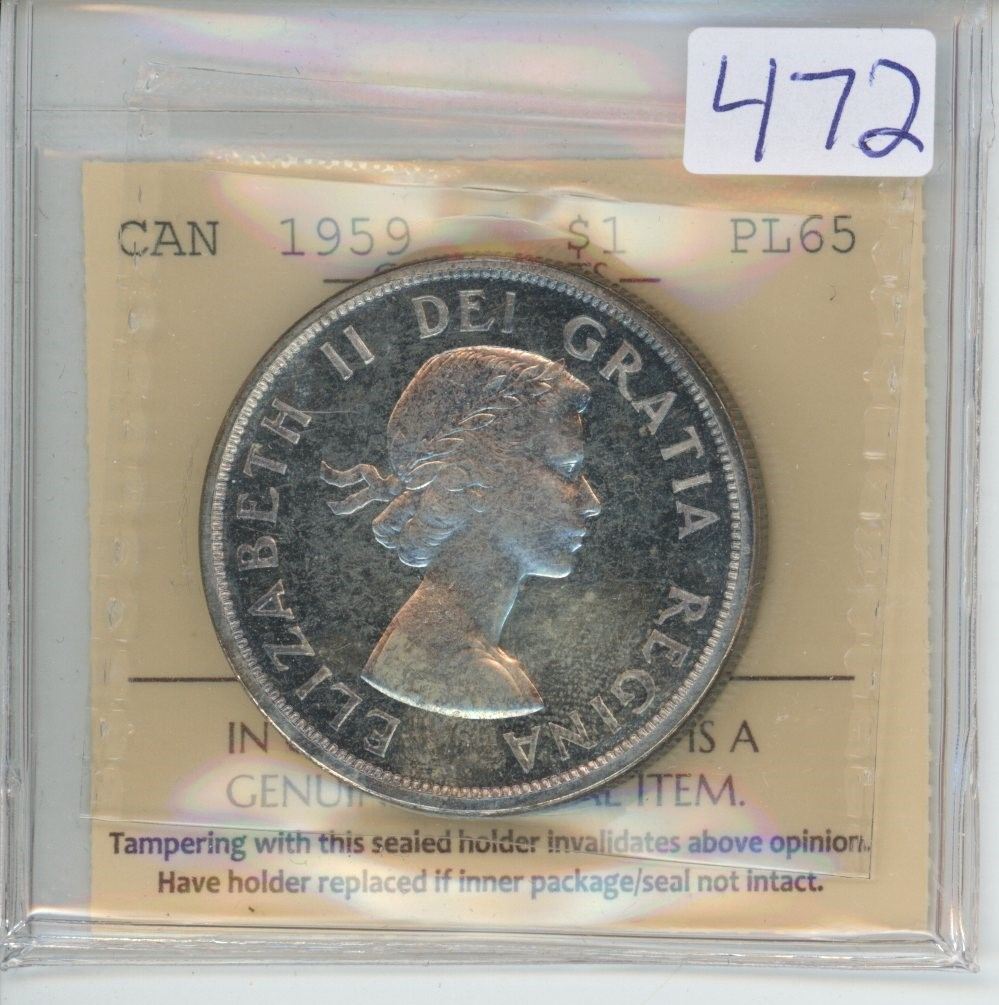 472
CAN 1959 $1 PL65
ELIZABETH II DEI GRATIA REGINA
IN IS A
GENUIN ITEM.
Tampering with this sealed holder invalidates above opinion.
Have holder replaced if inner package/seal not intact.